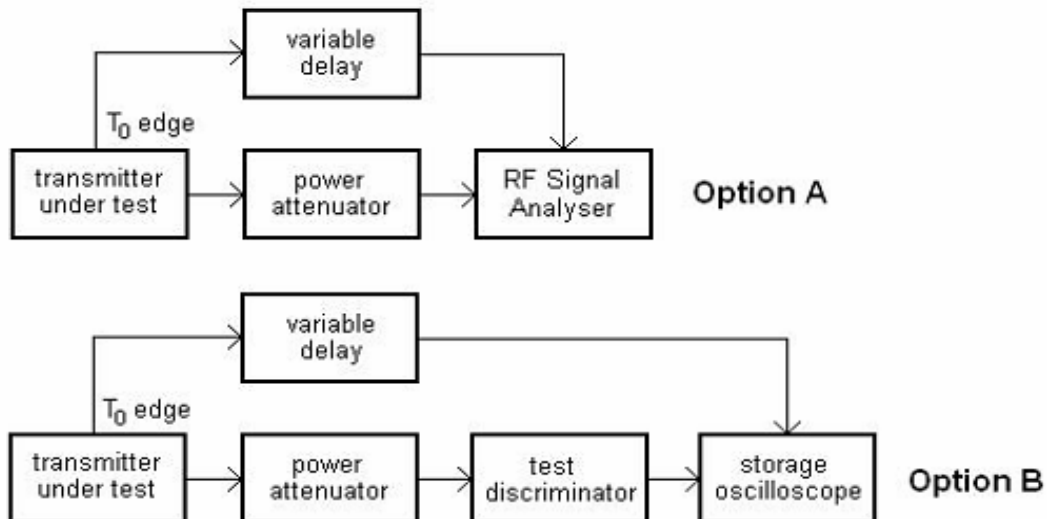 variable
delay
T0 edge
transmitter
under test
power
attenuator
RF Signal
Analyser
Option A
variable
delay
T0 edge
transmitter
under test
power
attenuator
test
discriminator
storage
oscilloscope
Option B